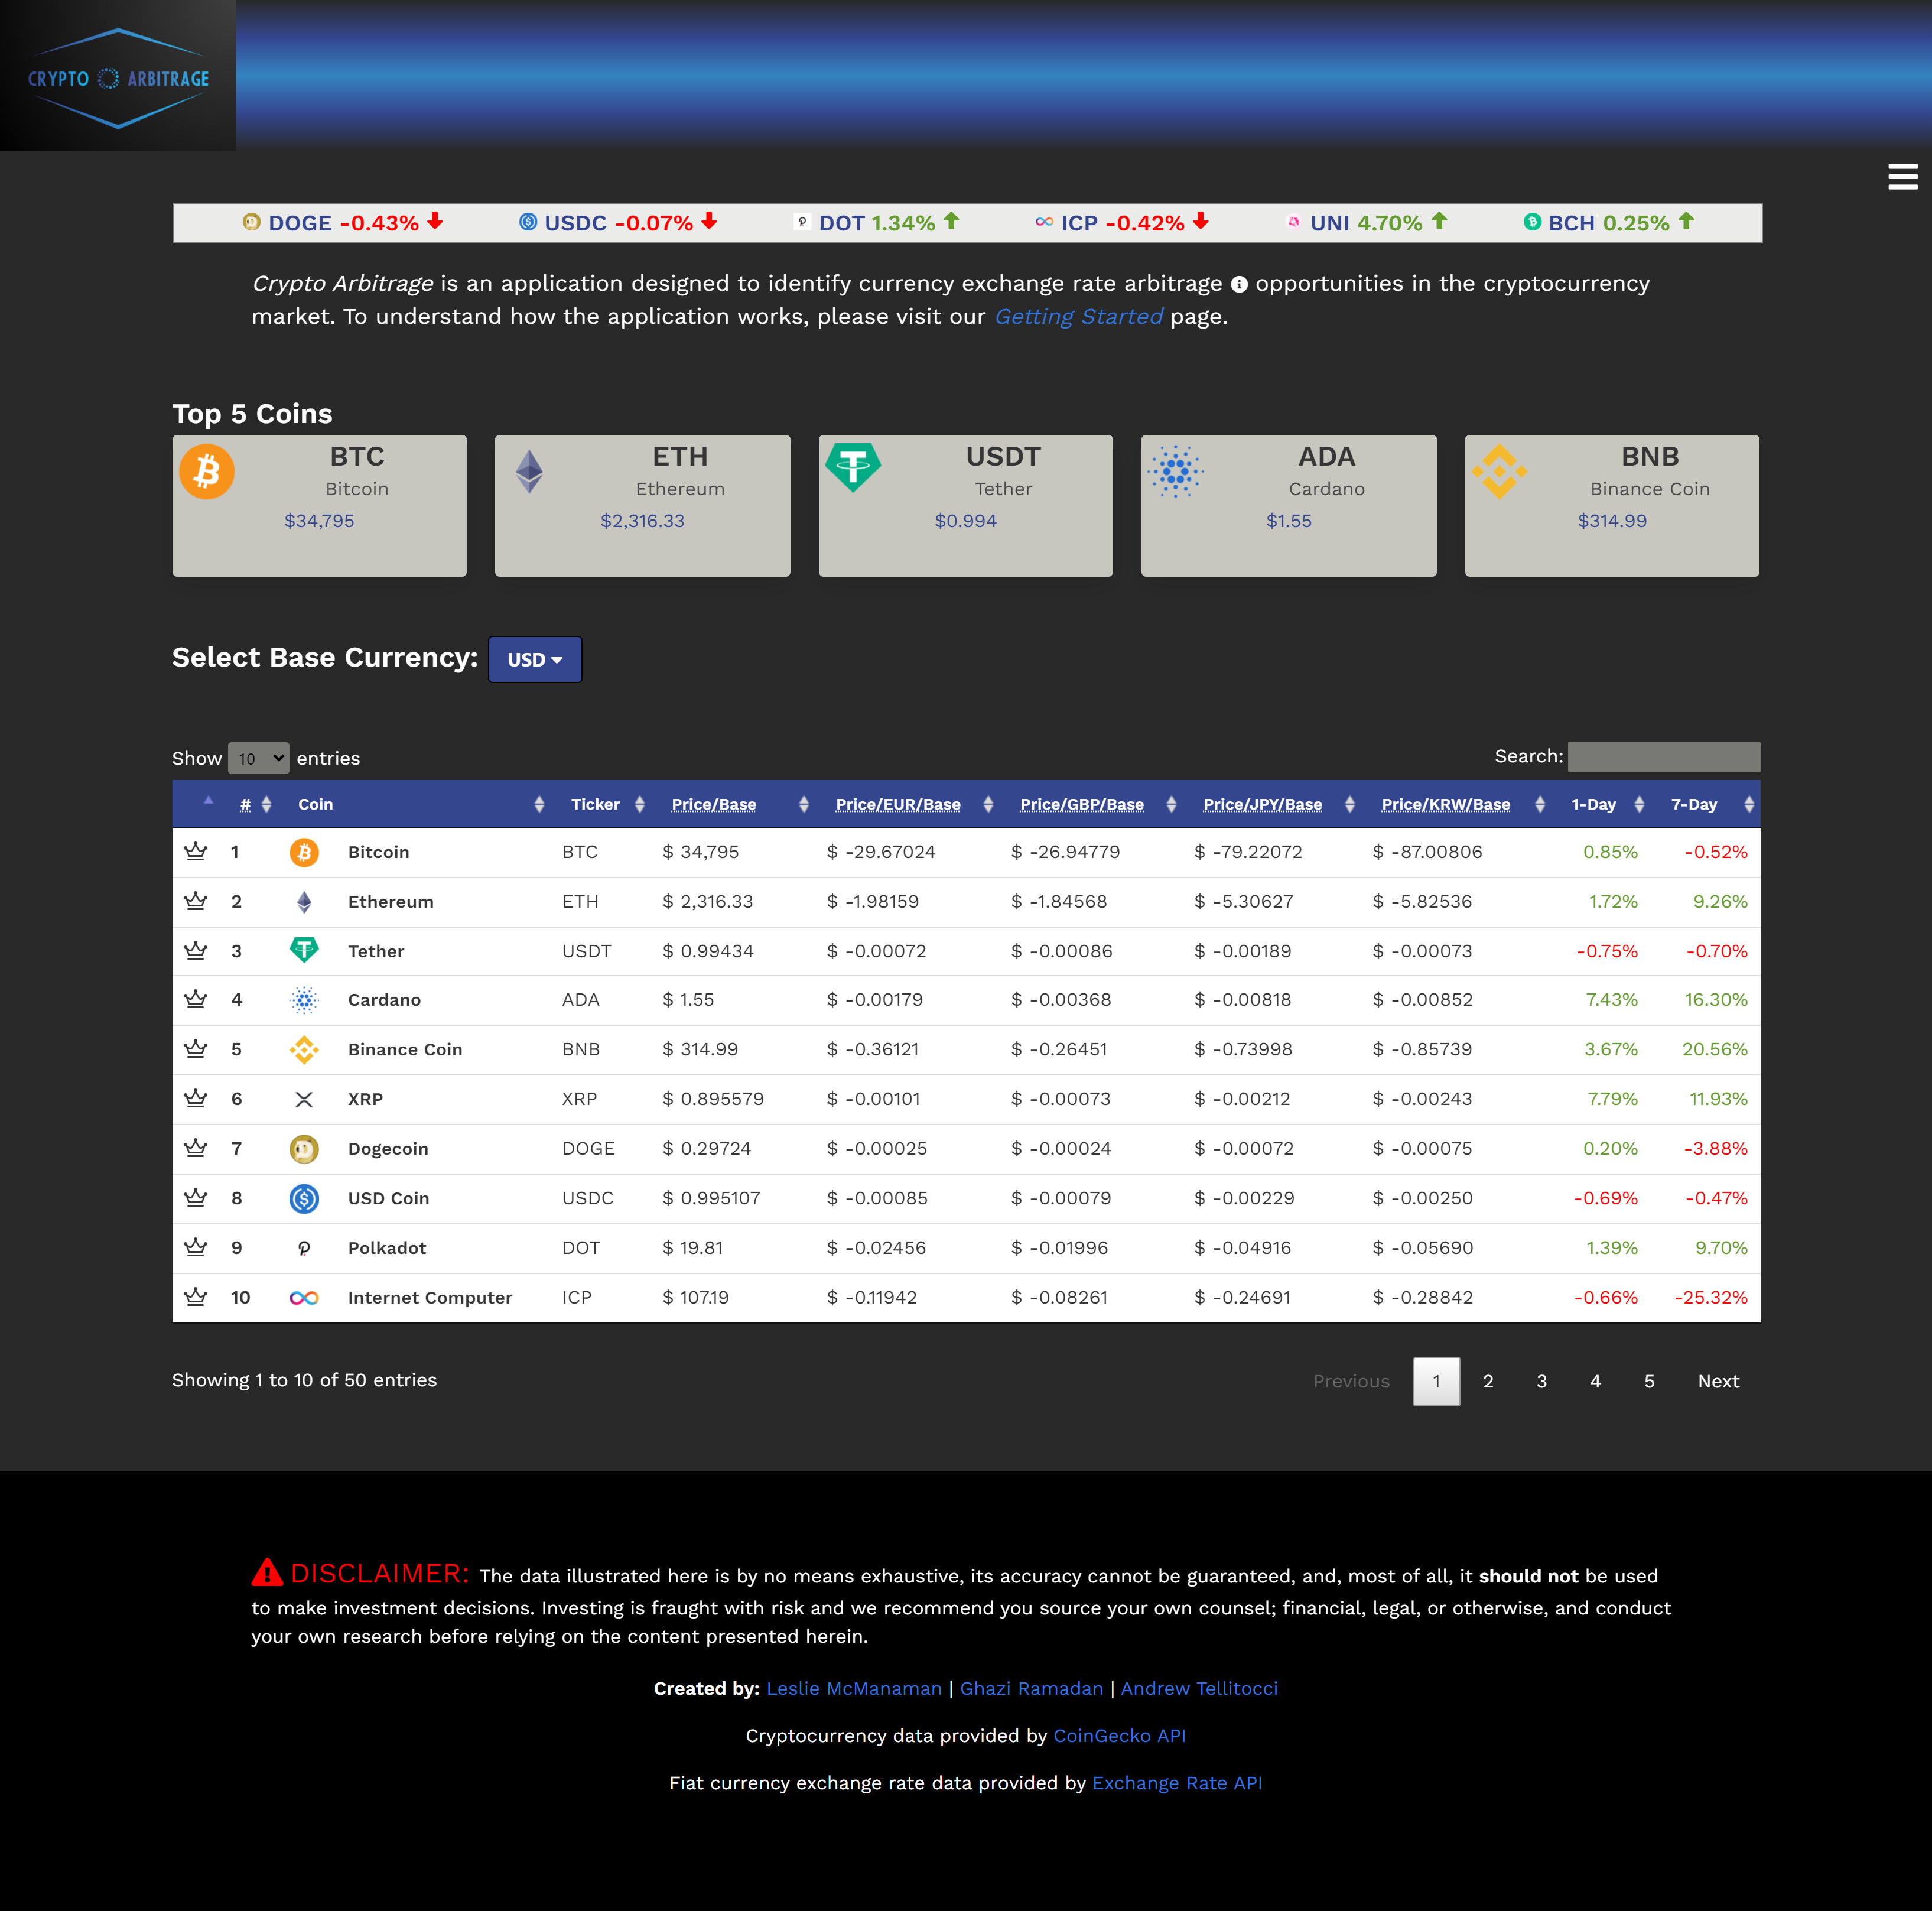 CRYPTO ARBITRAGE
DOGE -0.43% USDC -0.07% DOT 1.34% ICP -0.42% UNI 4.70% BCH 0.25%
Crypto Arbitrage is an application designed to identify currency exchange rate arbitrage opportunities in the cryptocurrency
market. To understand how the application works, please visit our Getting Started page.
Top 5 Coins
BTC
Bitcoin
$34,795
ETH
Ethereum
$2,316.33
USDT
Tether
$0.994
ADA
Cardano
$1.55
BNB
Binance Coin
$314.99
Select Base Currency: USD
Show 10 entries
Search:
# Coin Ticker Price/Base Price/EUR/Base Price/GBP/Base Price/JPY/Base Price/KRW/Base 1-Day 7-Day
1 Bitcoin BTC $ 34,795 $ -29.67024 $ -26.94779 $ -79.22072 $ -87.00806 0.85% -0.52%
2 Ethereum ETH $ 2,316.33 $ -1.98159 $ -1.84568 $ -5.30627 $ -5.82536 1.72% 9.26%
3 Tether USDT $ 0.99434 $ -0.00072 $ -0.00086 $ -0.00189 $ -0.00073 -0.75% -0.70%
4 Cardano ADA $ 1.55 $ -0.00179 $ -0.00368 $ -0.00818 $ -0.00852 7.43% 16.30%
5 Binance Coin BNB $ 314.99 $ -0.36121 $ -0.26451 $ -0.73998 $ -0.85739 3.67% 20.56%
6 XRP XRP $ 0.895579 $ -0.00101 $ -0.00073 $ -0.00212 $ -0.00243 7.79% 11.93%
7 Dogecoin DOGE $ 0.29724 $ -0.00025 $ -0.00024 $ -0.00072 $ -0.00075 0.20% -3.88%
8 USD Coin USDC $ 0.995107 $ -0.00085 $ -0.00079 $ -0.00229 $ -0.00250 -0.69% -0.47%
9 Polkadot DOT $ 19.81 $ -0.02456 $ -0.01996 $ -0.04916 $ -0.05690 1.39% 9.70%
10 Internet Computer ICP $ 107.19 $ -0.11942 $ -0.08261 $ -0.24691 $ -0.28842 -0.66% -25.32%
Showing 1 to 10 of 50 entries
Previous 1 2 3 4 5 Next
DISCLAIMER: The data illustrated here is by no means exhaustive, its accuracy cannot be guaranteed, and, most of all, it should not be used
to make investment decisions. Investing is fraught with risk and we recommend you source your own counsel; financial, legal, or otherwise, and conduct
your own research before relying on the content presented herein.
Created by: Leslie McManaman | Ghazi Ramadan | Andrew Tellitocci
Cryptocurrency data provided by CoinGecko API
Fiat currency exchange rate data provided by Exchange Rate API